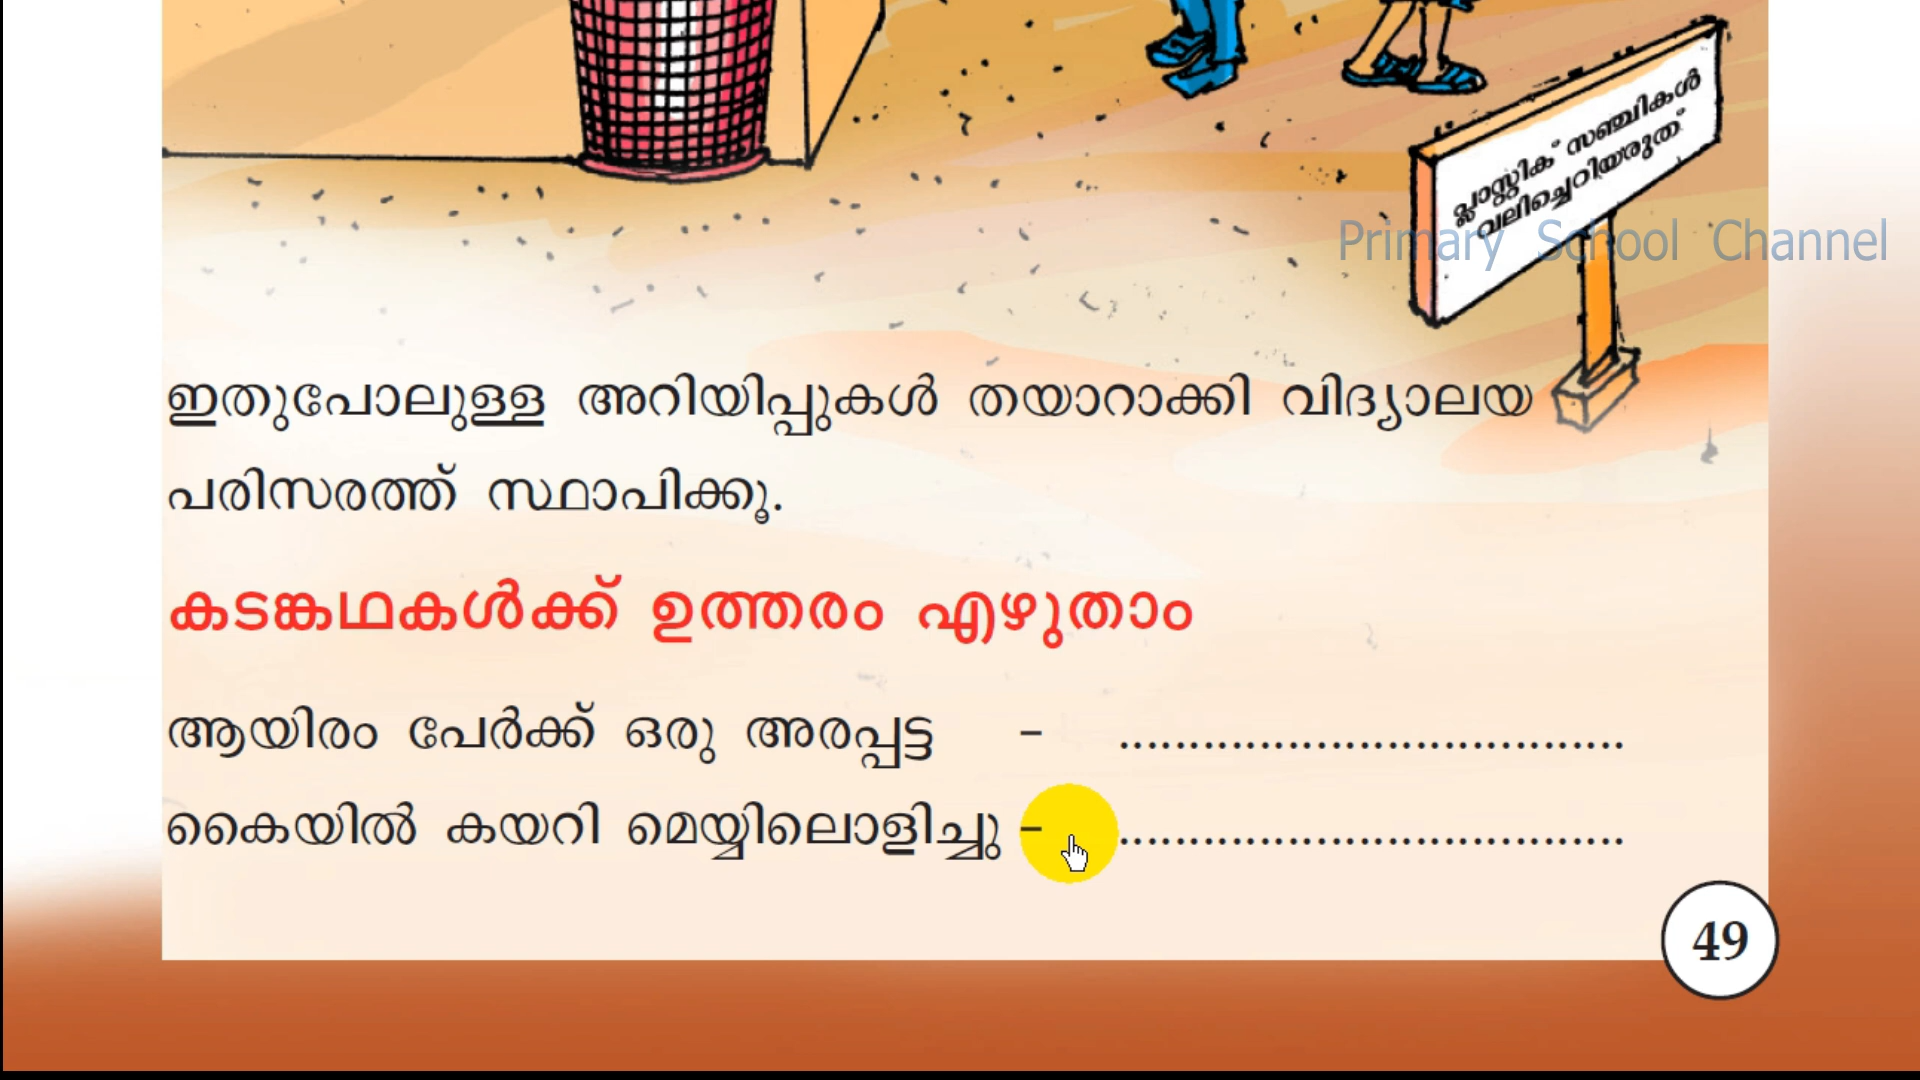 പ്ലാസ്റ്റിക് സഞ്ചികൾ
വലിച്ചെറിയരുത്
Primary School Channel
ഇതുപോലുള്ള അറിയിപ്പുകൾ തയാറാക്കി വിദ്യാലയ
പരിസരത്ത് സ്ഥാപിക്കൂ.
കടങ്കഥകൾക്ക് ഉത്തരം എഴുതാം
ആയിരം പേർക്ക് ഒരു അരപ്പട്ട – ....................................
കൈയിൽ കയറി മെയ്യിലൊളിച്ചു – ....................................
49